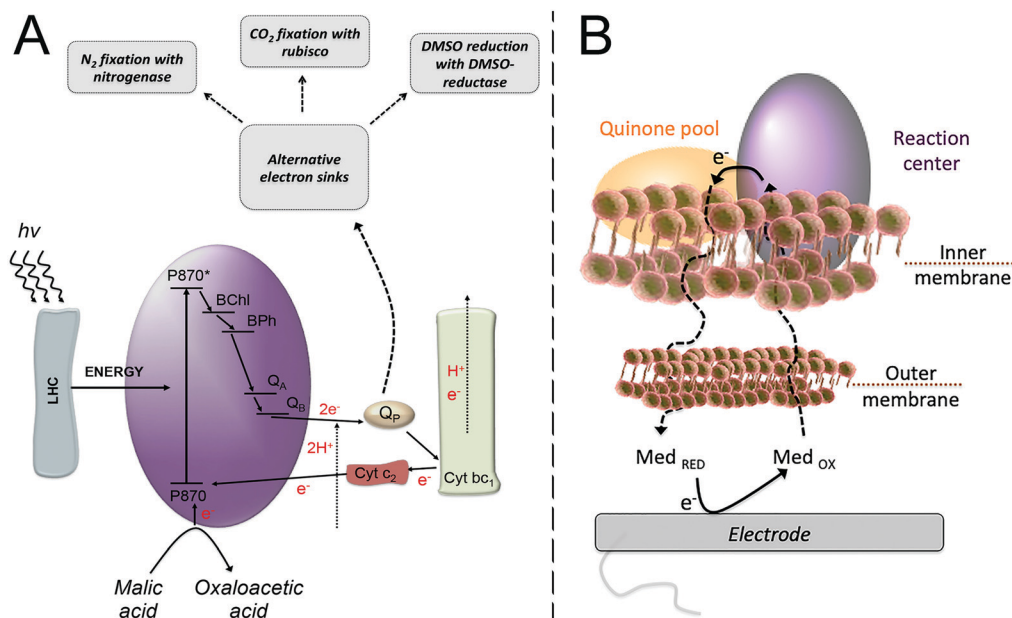 A
N2 fixation with
nitrogenase
CO2 fixation with
rubisco
DMSO reduction
with DMSO-
reductase
Alternative
electron sinks
hv
LHC
ENERGY
P870*
BChl
BPh
QA
QB
2e-
QP
2H+
H+
e-
Cyt bc1
Cyt c2
e-
e-
P870
e-
Malic
acid
Oxaloacetic
acid
B
Quinone pool
e-
Reaction
center
Inner
membrane
Outer
membrane
Med RED
Med OX
e-
Electrode